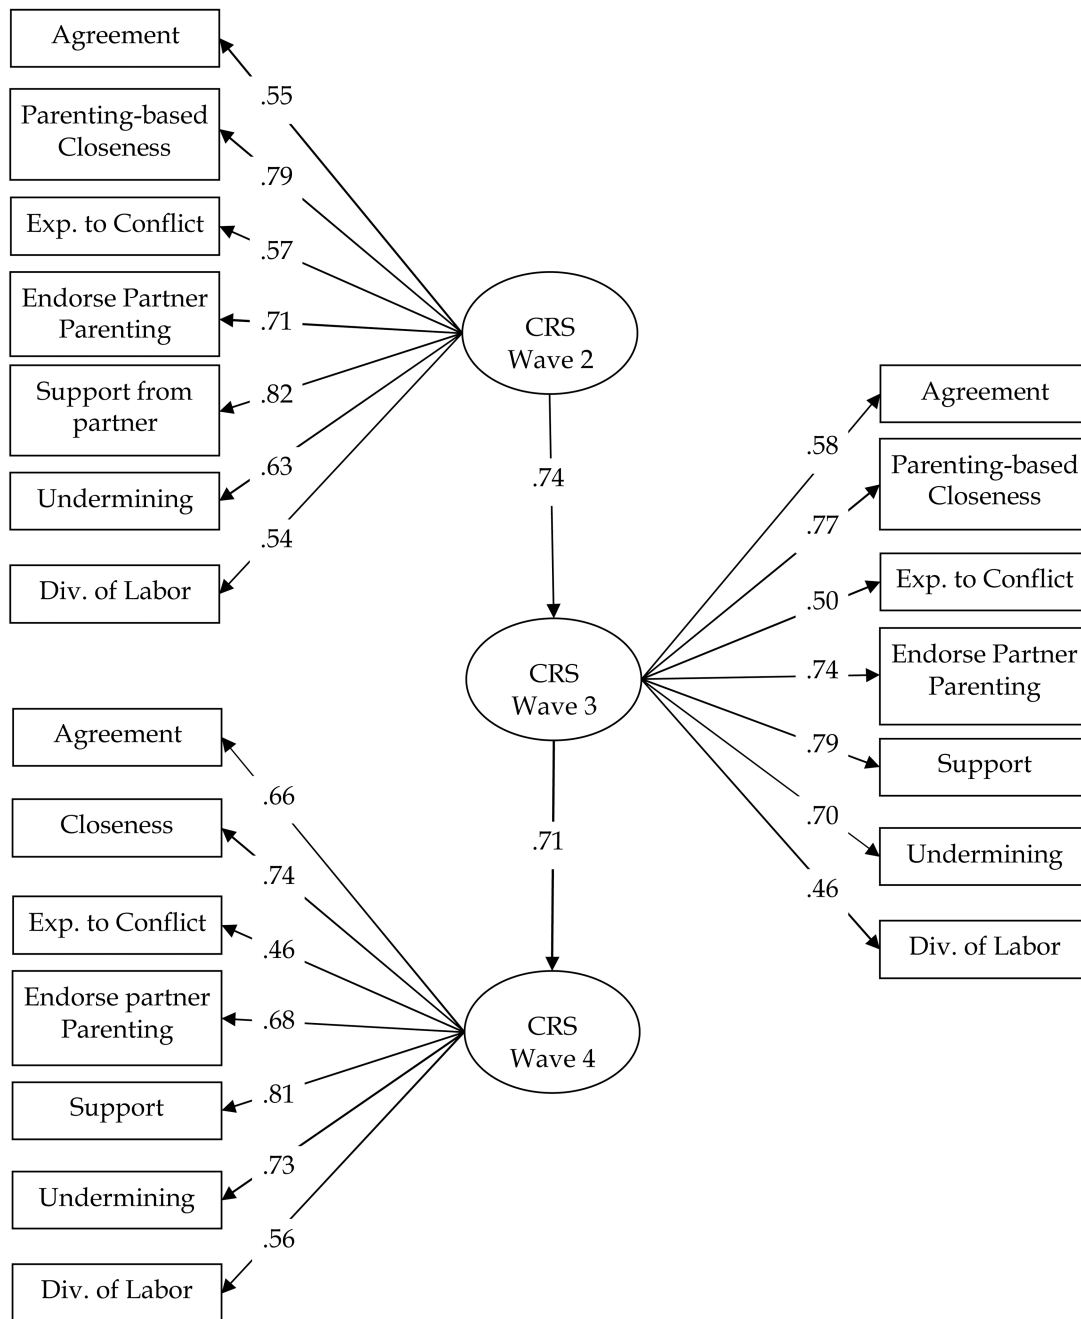 Agreement
.55
Parenting-based
Closeness
.79
Exp. to Conflict
.57
Endorse Partner
Parenting
.71
Support from
partner
.82
Undermining
.63
Div. of Labor
.54
CRS
Wave 2
.74
CRS
Wave 3
Agreement
.58
Parenting-based
Closeness
.77
Exp. to Conflict
.50
Endorse Partner
Parenting
.74
Support
.79
Undermining
.70
Div. of Labor
.46
.71
Agreement
.66
Closeness
.74
Exp. to Conflict
.46
Endorse partner
Parenting
.68
Support
.81
Undermining
.73
Div. of Labor
.56
CRS
Wave 4